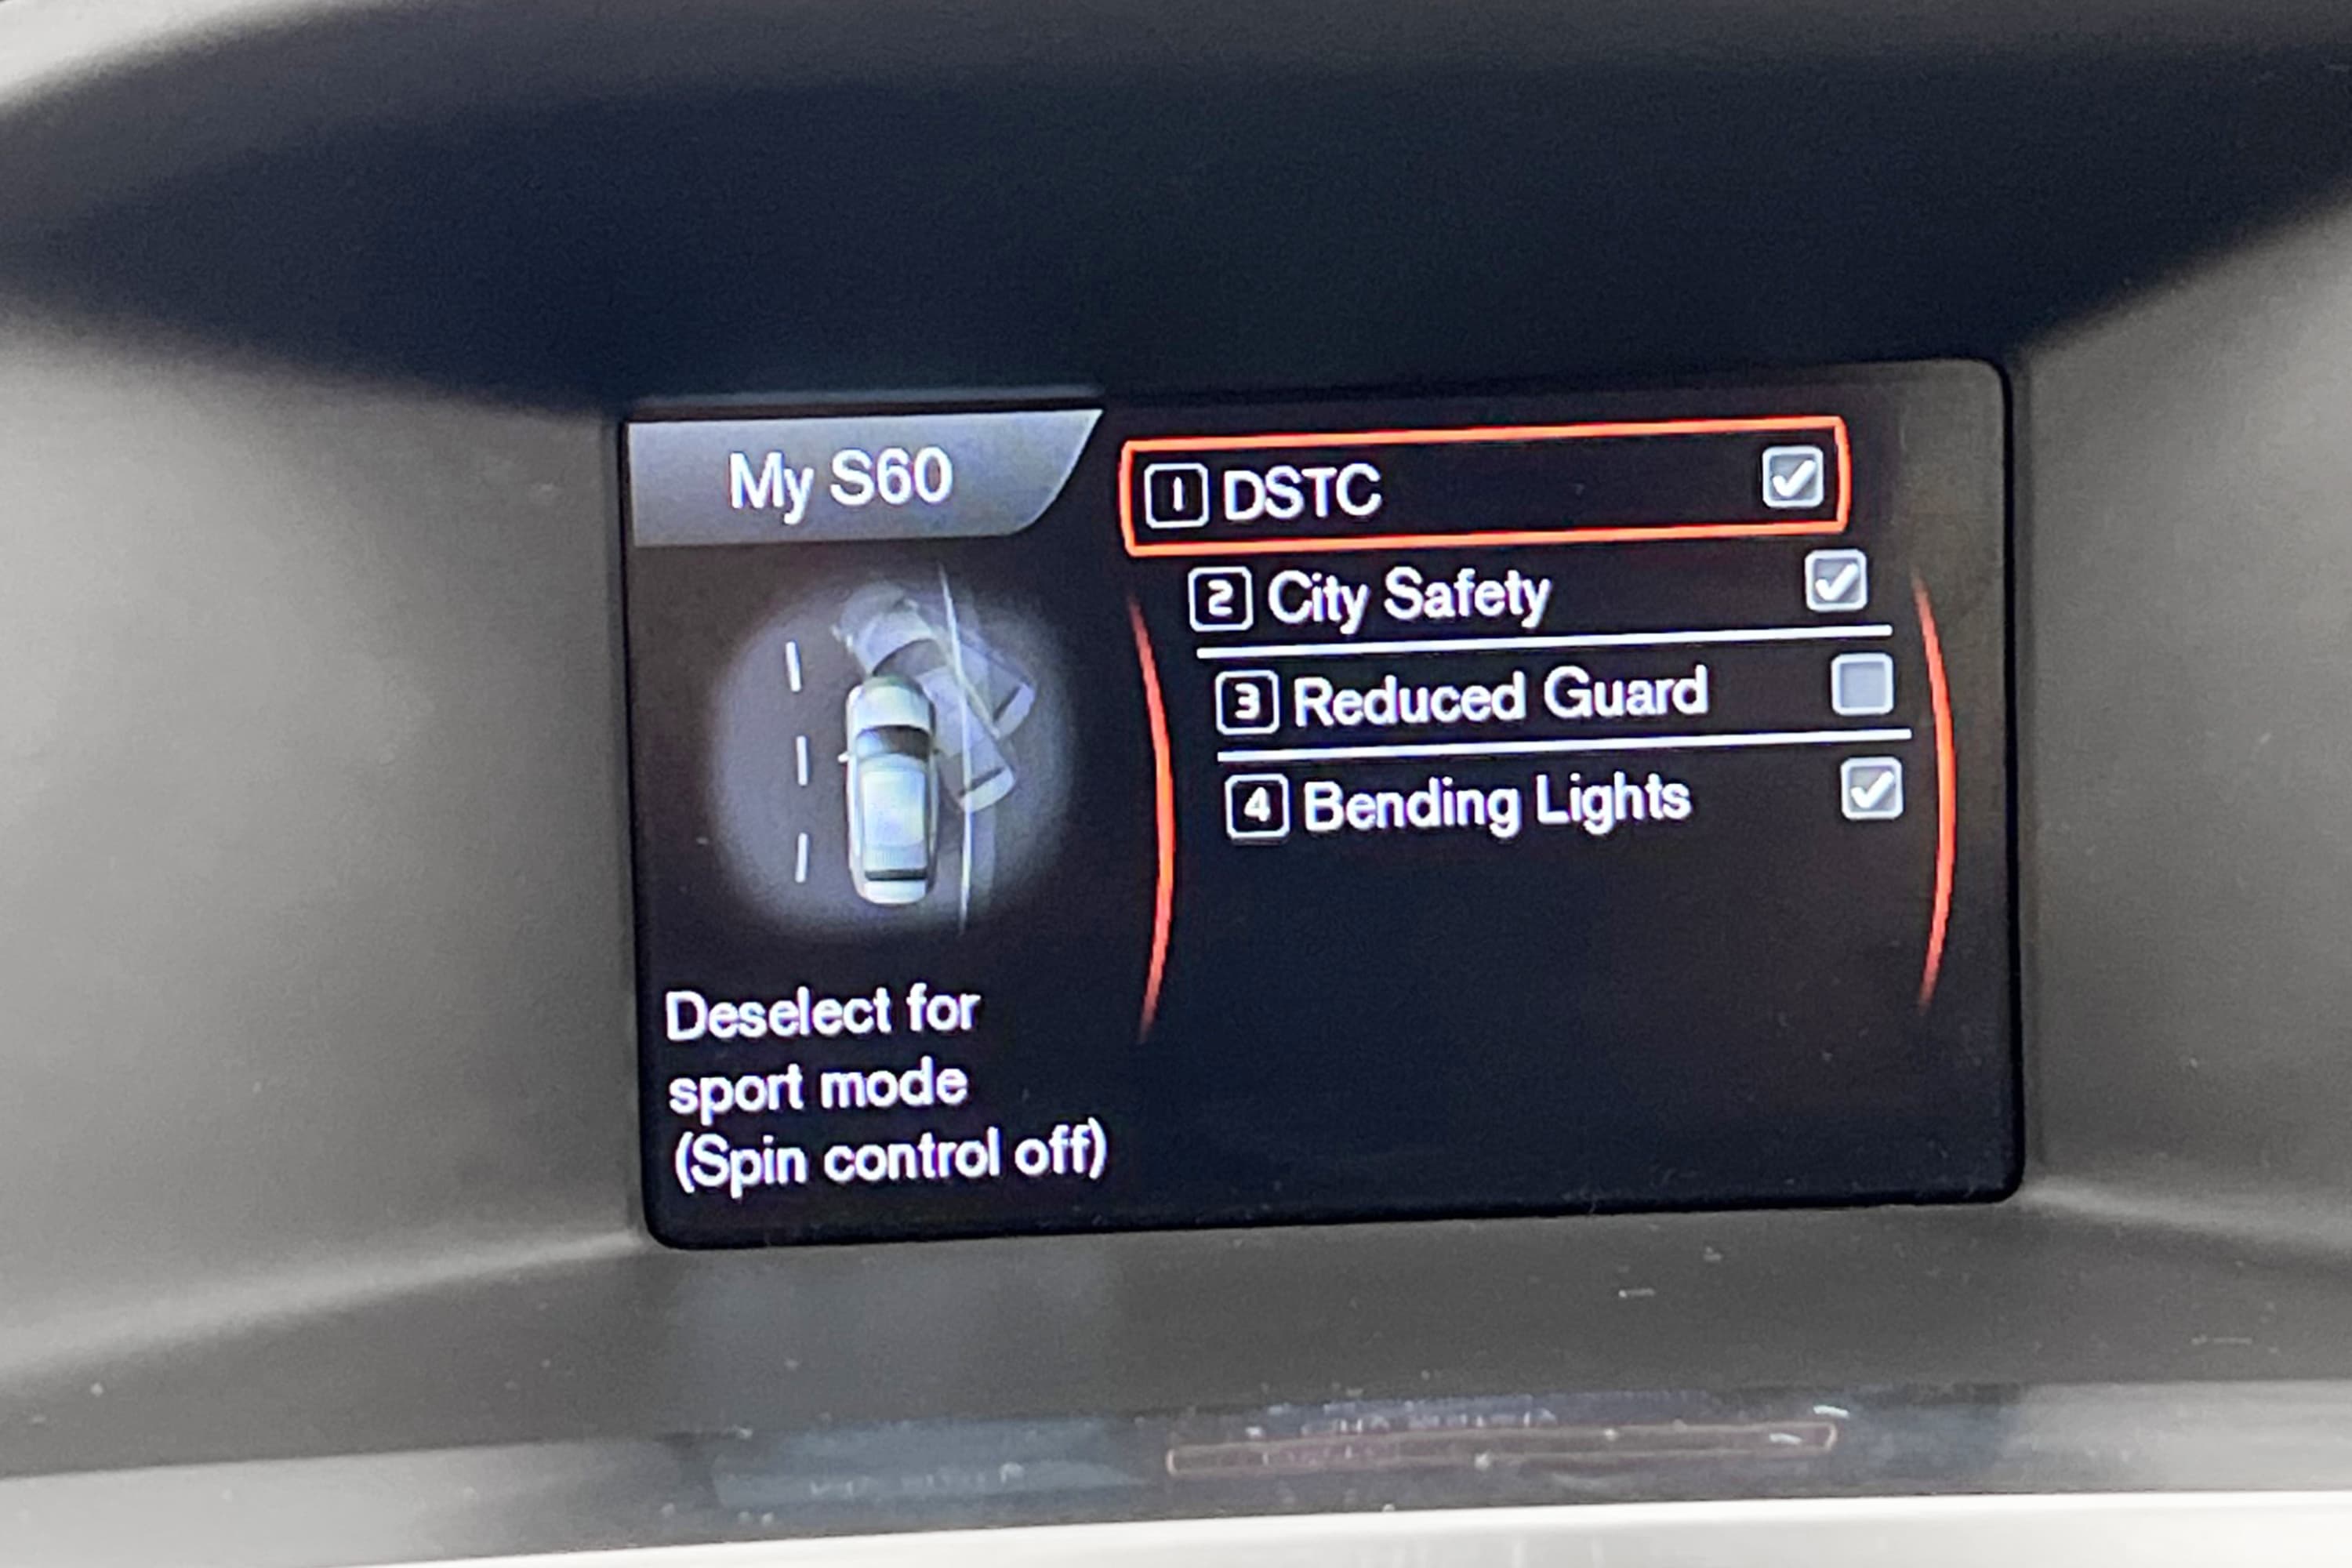 My S60
1 DSTC
2 City Safety
3 Reduced Guard
4 Bending Lights
Deselect for
sport mode
(Spin control off)